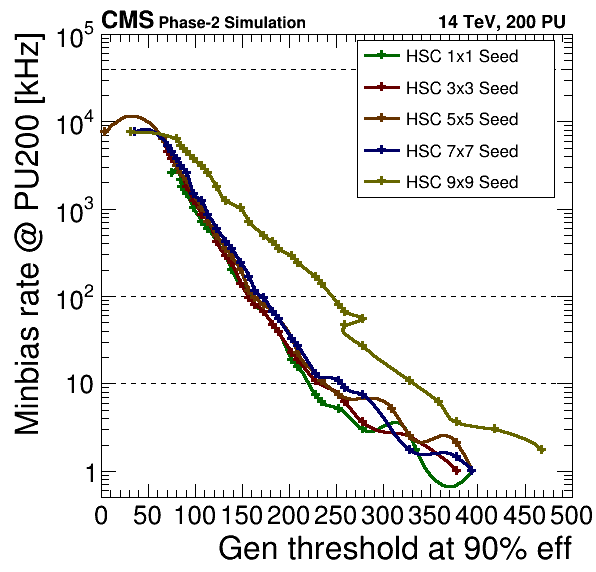 CMS Phase-2 Simulation 14 TeV, 200 PU
Minbias rate @ PU200 [kHz]
10^5
10^4
10^3
10^2
10
1
HSC 1x1 Seed
HSC 3x3 Seed
HSC 5x5 Seed
HSC 7x7 Seed
HSC 9x9 Seed
0 50 100 150 200 250 300 350 400 450 500
Gen threshold at 90% eff